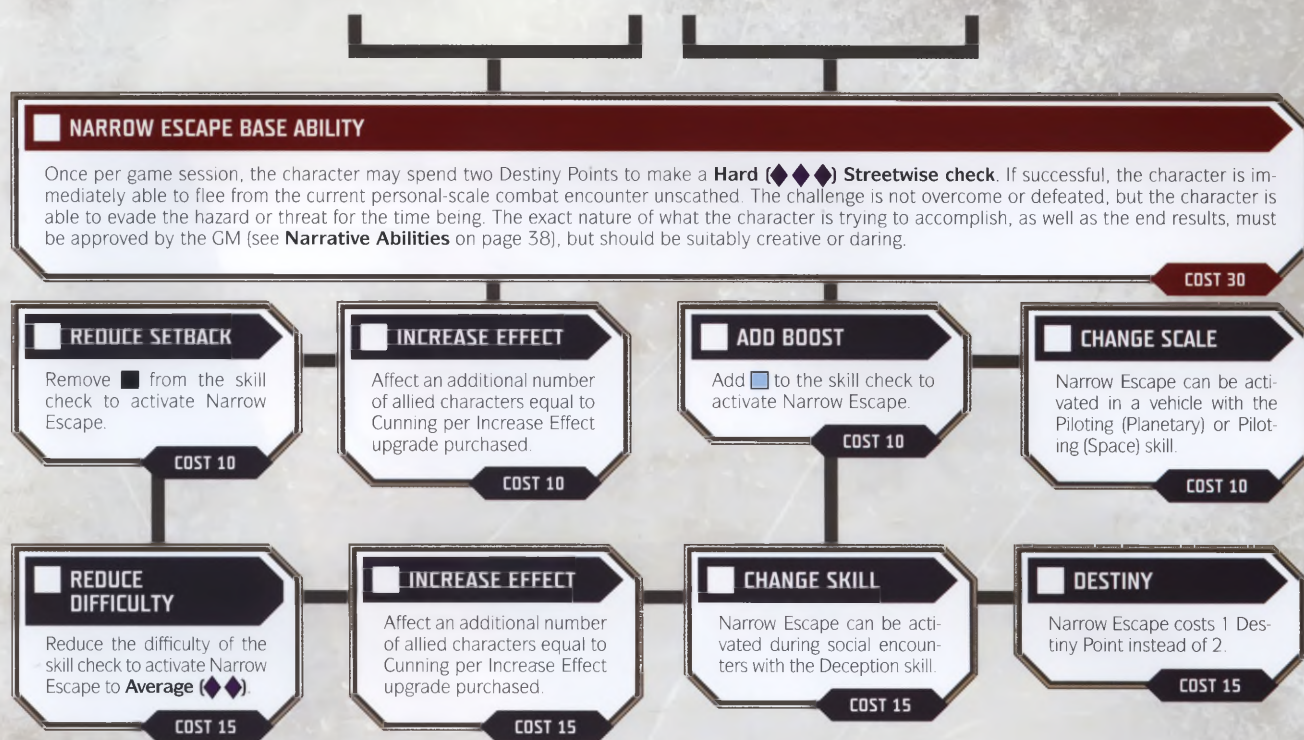 NARROW ESCAPE BASE ABILITY
Once per game session, the character may spend two Destiny Points to make a Hard (◆◆◆) Streetwise check. If successful, the character is im-
mediately able to flee from the current personal-scale combat encounter unscathed. The challenge is not overcome or defeated, but the character is
able to evade the hazard or threat for the time being. The exact nature of what the character is trying to accomplish, as well as the end results, must
be approved by the GM (see Narrative Abilities on page 38), but should be suitably creative or daring.
COST 30
REDUCE SETBACK
Remove ■ from the skill
check to activate Narrow
Escape.
COST 10
INCREASE EFFECT
Affect an additional number
of allied characters equal to
Cunning per Increase Effect
upgrade purchased.
COST 10
ADD BOOST
Add ■ to the skill check to
activate Narrow Escape.
COST 10
CHANGE SCALE
Narrow Escape can be acti-
vated in a vehicle with the
Piloting (Planetary) or Pilot-
ing (Space) skill.
COST 10
REDUCE
DIFFICULTY
Reduce the difficulty of the
skill check to activate Narrow
Escape to Average (◆◆).
COST 15
INCREASE EFFECT
Affect an additional number
of allied characters equal to
Cunning per Increase Effect
upgrade purchased.
COST 15
CHANGE SKILL
Narrow Escape can be acti-
vated during social encoun-
ters with the Deception skill.
COST 15
DESTINY
Narrow Escape costs 1 Des-
tiny Point instead of 2.
COST 15